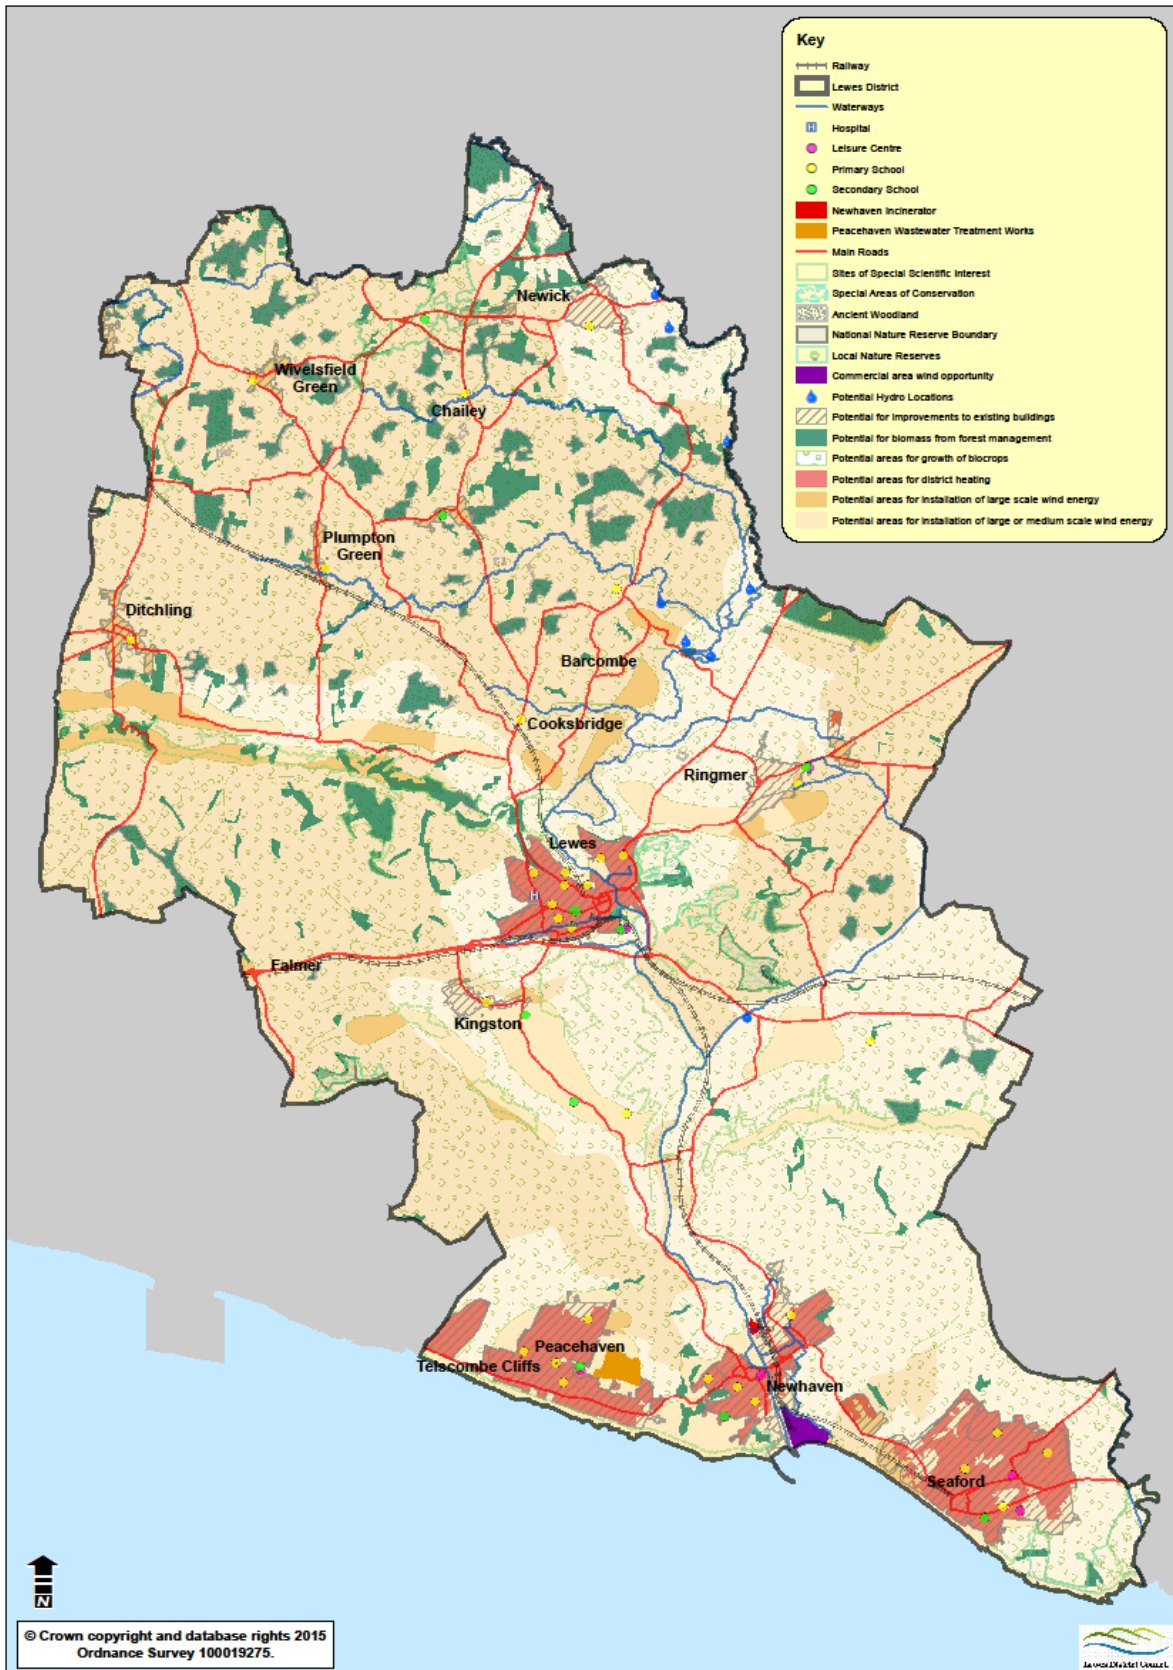 Key
Railway
Lewes District
Waterways
H
Hospital
Leisure Centre
Primary School
Secondary School
Newhaven Incinerator
Peacehaven Wastewater Treatment Works
Main Roads
Sites of Special Scientific Interest
Special Areas of Conservation
Ancient Woodland
National Nature Reserve Boundary
Local Nature Reserves
Commercial area wind opportunity
Potential Hydro Locations
Potential for improvements to existing buildings
Potential for biomass from forest management
Potential areas for growth of biocrops
Potential areas for district heating
Potential areas for installation of large scale wind energy
Potential areas for installation of large or medium scale wind energy
Newick
Wivelsfield
Green
Chailey
Plumpton
Green
Ditchling
Barcombe
Cooksbridge
Ringmer
Lewes
H
Falmer
Kingston
Peacehaven
Telscombe Cliffs
Newhaven
Seaford
N
© Crown copyright and database rights 2015
Ordnance Survey 100019275.
Lewes District Council